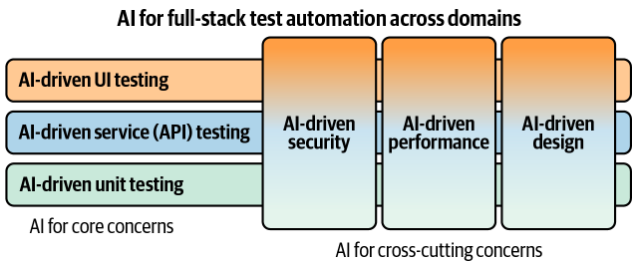 AI for full-stack test automation across domains
AI-driven UI testing
AI-driven service (API) testing
AI-driven unit testing
AI-driven
security
AI-driven
performance
AI-driven
design
AI for core concerns
AI for cross-cutting concerns